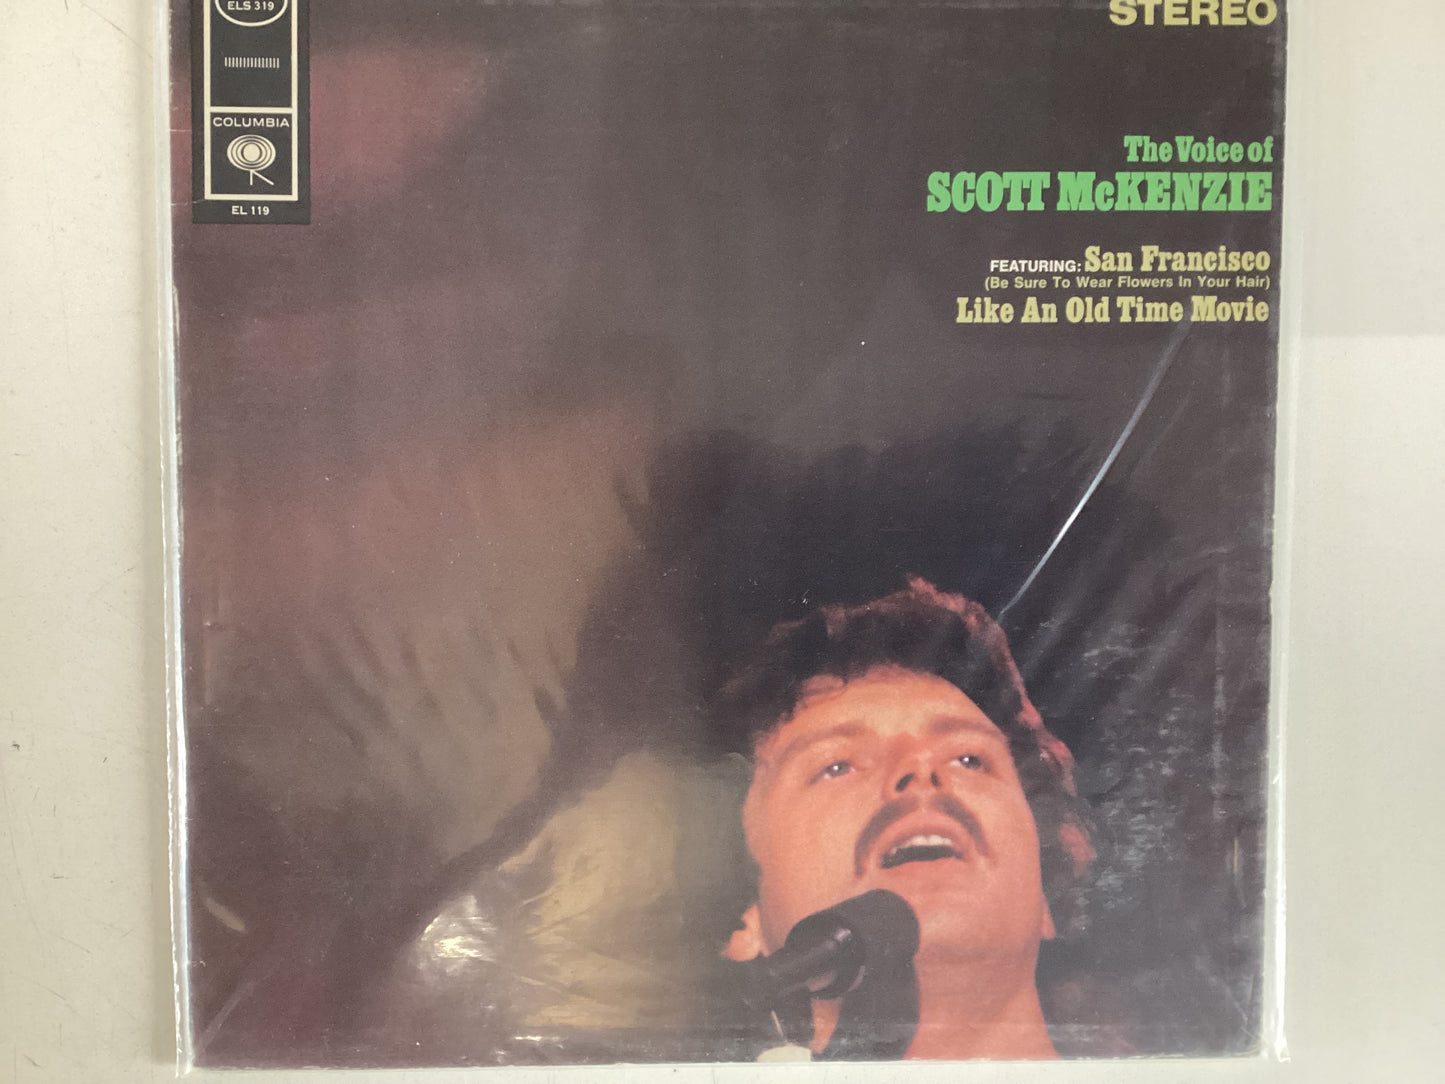 ELS 319
STEREO
COLUMBIA
EL 119
The Voice of
SCOTT McKENZIE
FEATURING: San Francisco
(Be Sure To Wear Flowers In Your Hair)
Like An Old Time Movie